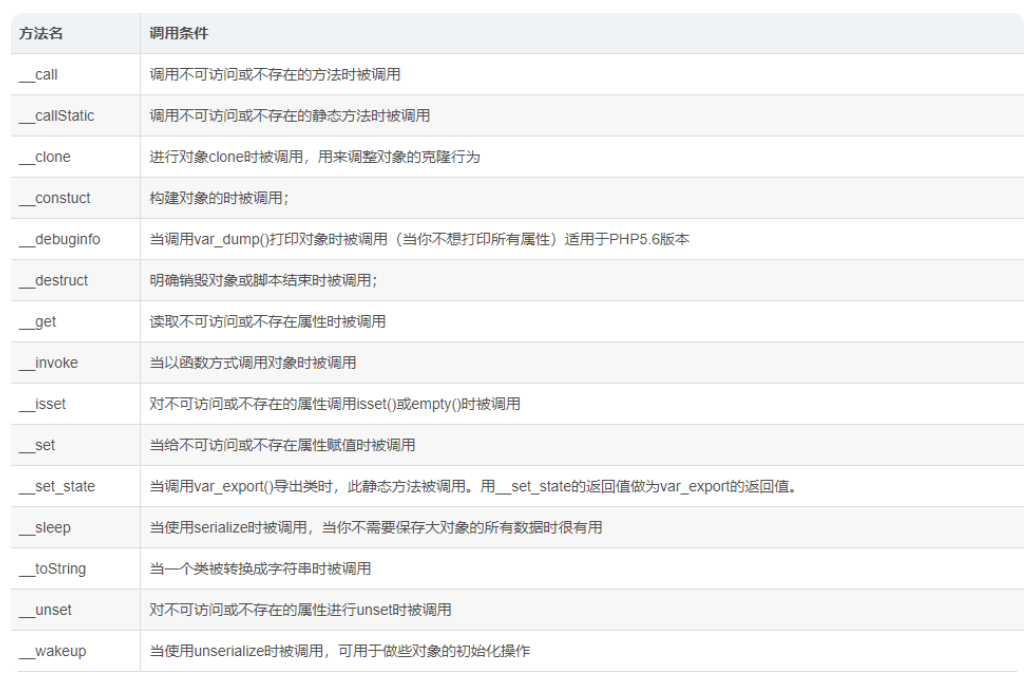 方法名 调用条件
__call 调用不可访问或不存在的方法时被调用
__callStatic 调用不可访问或不存在的静态方法时被调用
__clone 进行对象clone时被调用，用来调整对象的克隆行为
__constuct 构建对象的时被调用；
__debuginfo 当调用var_dump()打印对象时被调用（当你不想打印所有属性）适用于PHP5.6版本
__destruct 明确销毁对象或脚本结束时被调用；
__get 读取不可访问或不存在属性时被调用
__invoke 当以函数方式调用对象时被调用
__isset 对不可访问或不存在的属性调用isset()或empty()时被调用
__set 当给不可访问或不存在属性赋值时被调用
__set_state 当调用var_export()导出类时，此静态方法被调用。用__set_state的返回值做为var_export的返回值。
__sleep 当使用serialize时被调用，当你不需要保存大对象的所有数据时很有用
__toString 当一个类被转换成字符串时被调用
__unset 对不可访问或不存在的属性进行unset时被调用
__wakeup 当使用unserialize时被调用，可用于做些对象的初始化操作